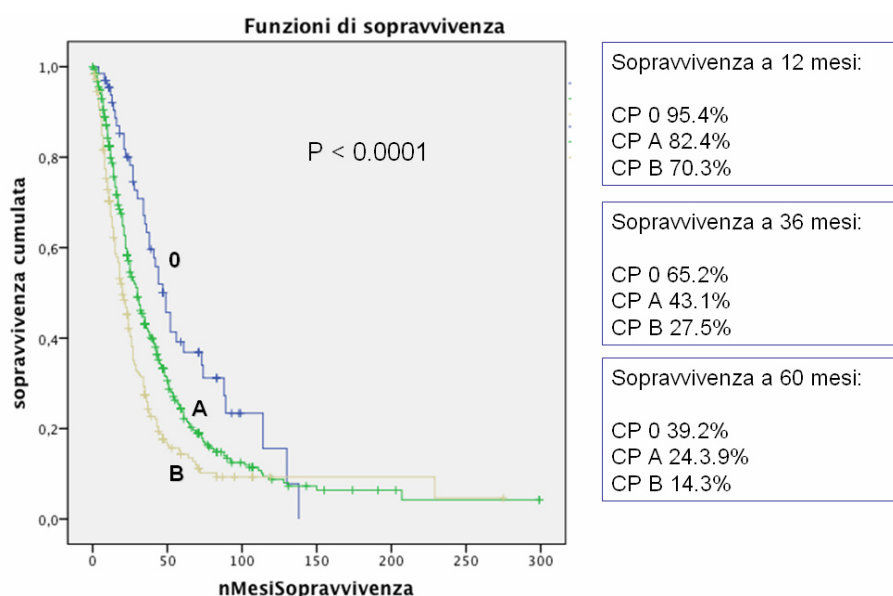 Funzioni di sopravvivenza
sopravvivenza cumulata
1,0
0,8
0,6
0,4
0,2
0,0
P < 0.0001
0
A
B
0
50
100
150
200
250
300
nMesiSopravvivenza
Sopravvivenza a 12 mesi:
CP 0 95.4%
CP A 82.4%
CP B 70.3%
Sopravvivenza a 36 mesi:
CP 0 65.2%
CP A 43.1%
CP B 27.5%
Sopravvivenza a 60 mesi:
CP 0 39.2%
CP A 24.3.9%
CP B 14.3%